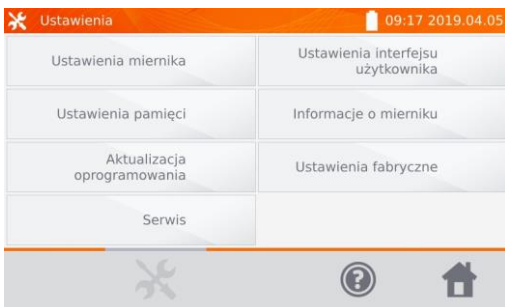 Ustawienia
09:17 2019.04.05
Ustawienia miernika
Ustawienia interfejsu
użytkownika
Ustawienia pamięci
Informacje o mierniku
Aktualizacja
oprogramowania
Ustawienia fabryczne
Serwis
?